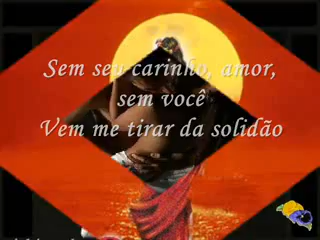 Sem seu carinho, amor,
sem você
Vem me tirar da solidão